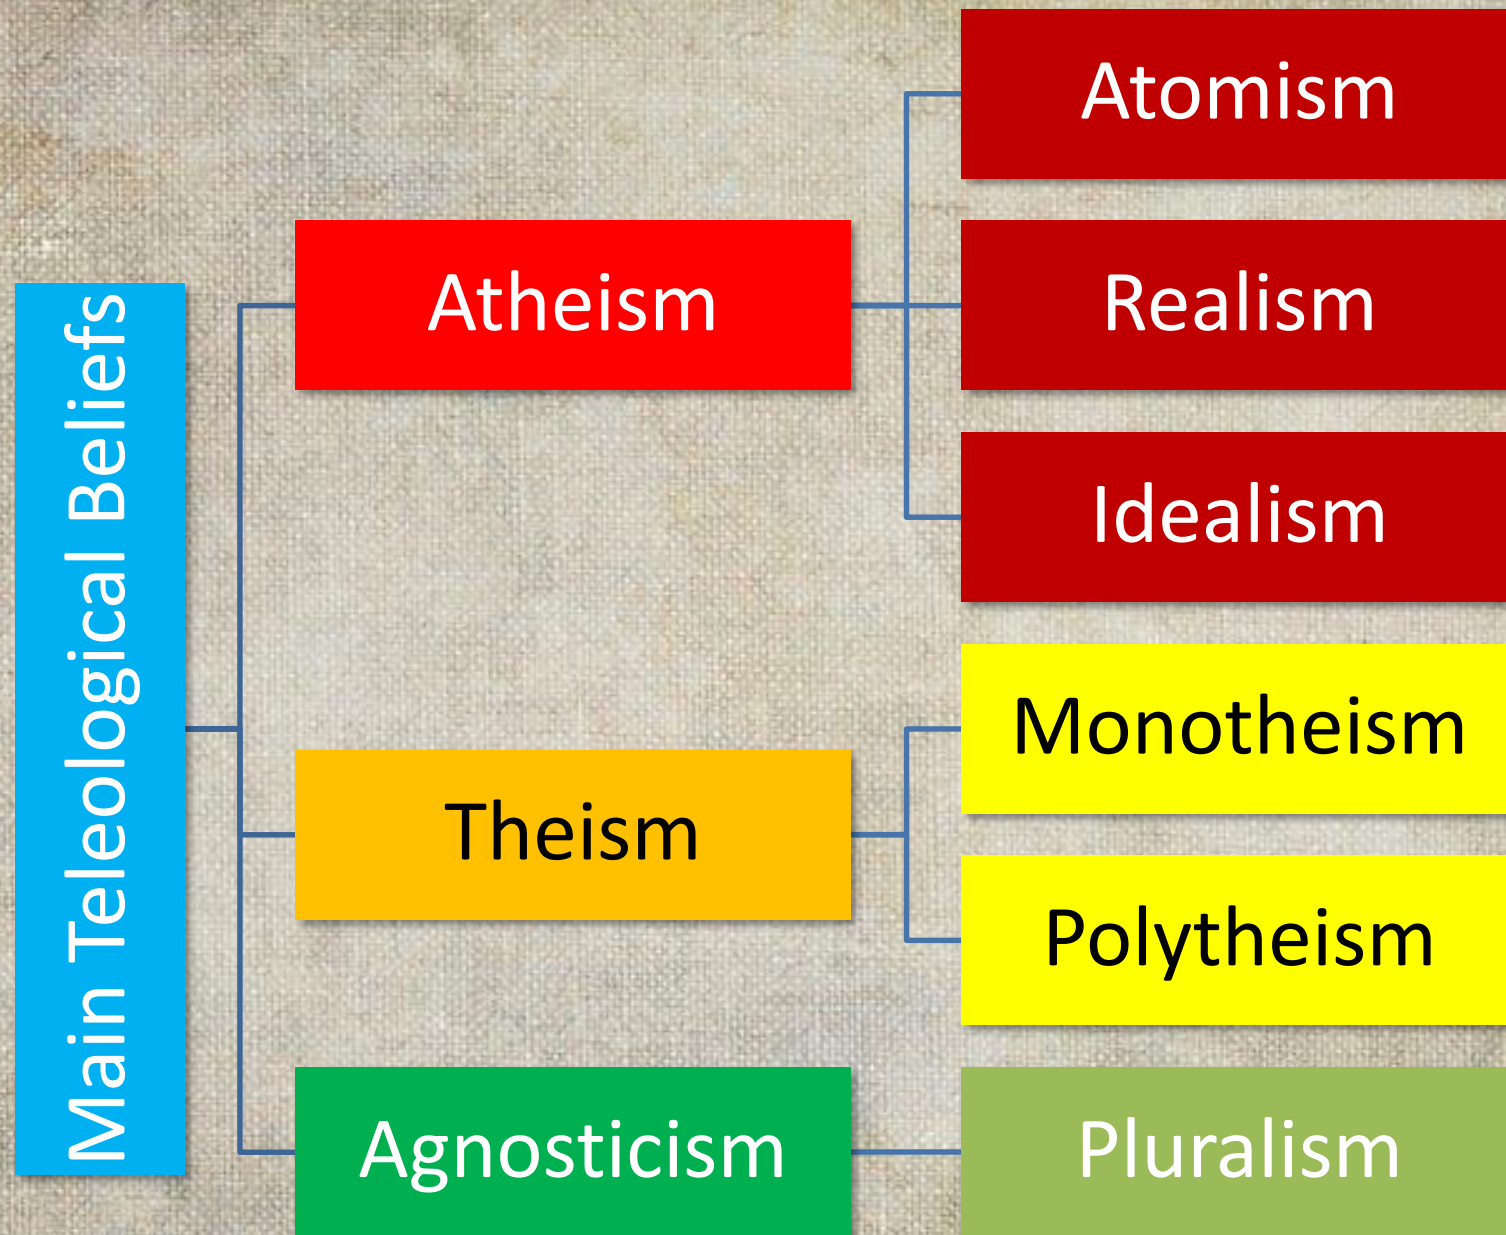 Main Teleological Beliefs
Atheism
Atomism
Realism
Idealism
Theism
Monotheism
Polytheism
Agnosticism
Pluralism